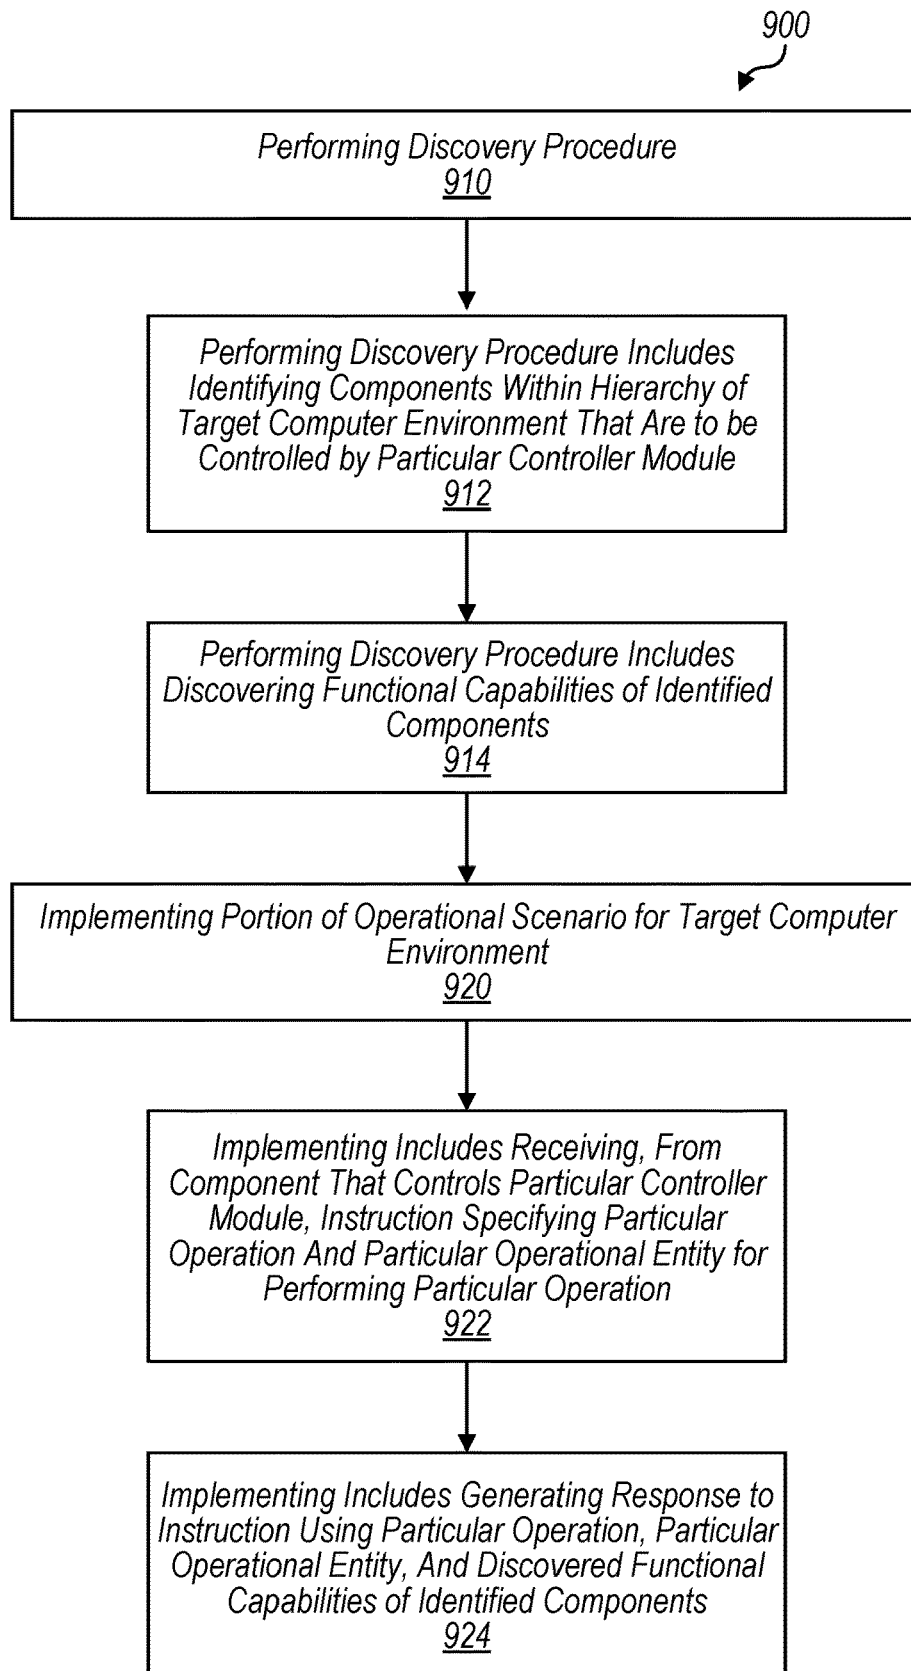 900
Performing Discovery Procedure
910
Performing Discovery Procedure Includes
Identifying Components Within Hierarchy of
Target Computer Environment That Are to be
Controlled by Particular Controller Module
912
Performing Discovery Procedure Includes
Discovering Functional Capabilities of Identified
Components
914
Implementing Portion of Operational Scenario for Target Computer
Environment
920
Implementing Includes Receiving, From
Component That Controls Particular Controller
Module, Instruction Specifying Particular
Operation And Particular Operational Entity for
Performing Particular Operation
922
Implementing Includes Generating Response to
Instruction Using Particular Operation, Particular
Operational Entity, And Discovered Functional
Capabilities of Identified Components
924